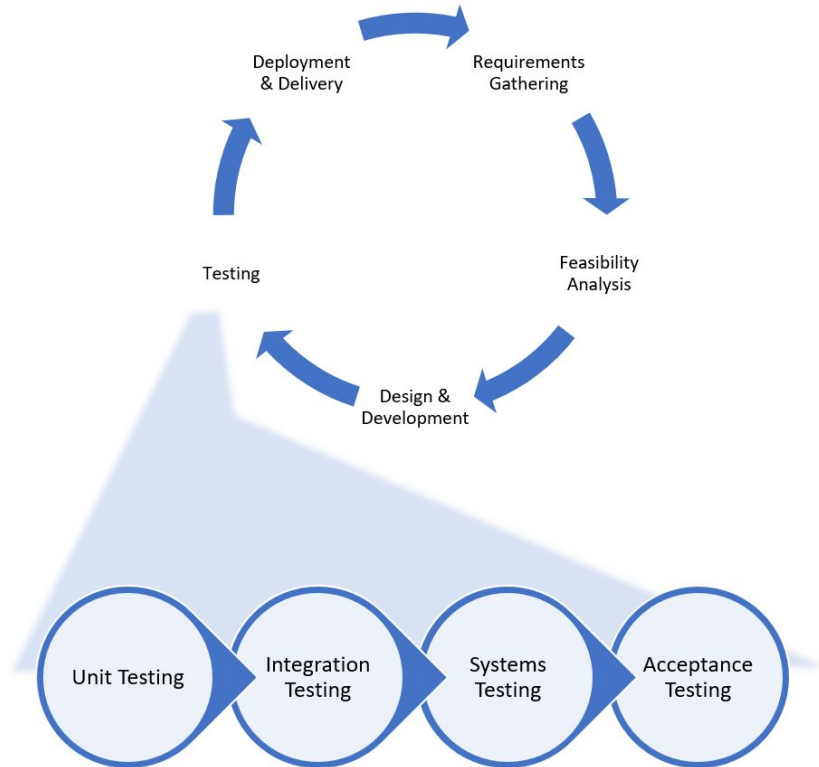 Deployment
& Delivery
Requirements
Gathering
Feasibility
Analysis
Design &
Development
Testing
Unit Testing
Integration
Testing
Systems
Testing
Acceptance
Testing